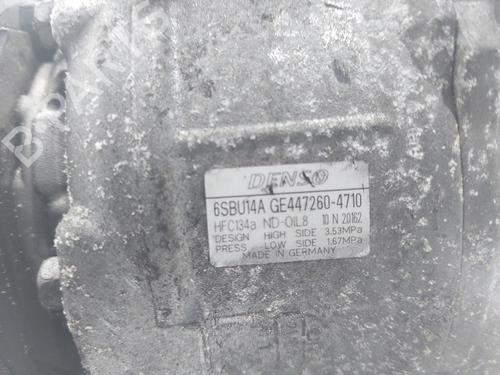 B-PARTS
DENSO
6SBU14A GE447260-4710
HFC134a ND-OIL8 10 N 20162
DESIGN HIGH SIDE 3.53MPa
PRESS LOW SIDE 1.67MPa
MADE IN GERMANY